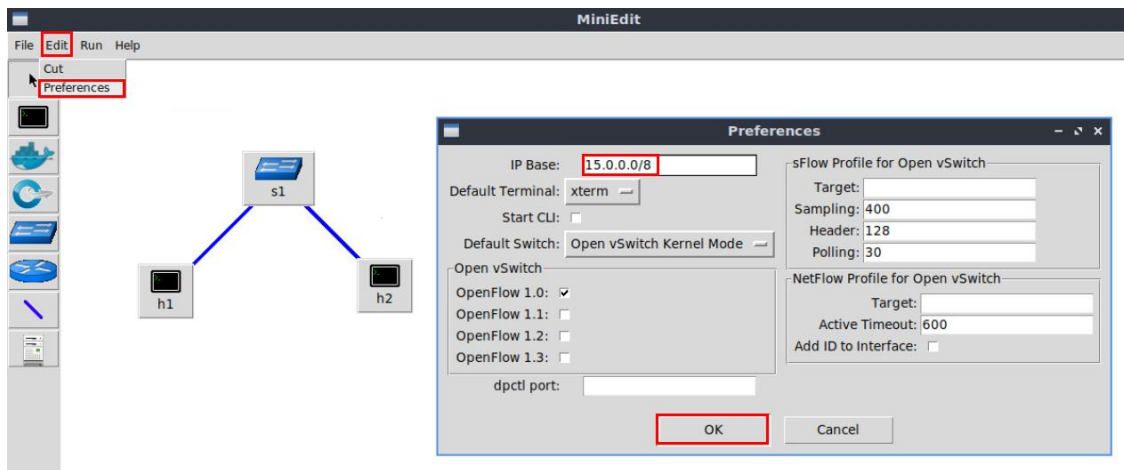 MiniEdit
File Edit Run Help
Cut
Preferences
s1
h1
h2
Preferences
IP Base: 15.0.0.0/8
Default Terminal: xterm
Start CLI:
Default Switch: Open vSwitch Kernel Mode
Open vSwitch
OpenFlow 1.0:
OpenFlow 1.1:
OpenFlow 1.2:
OpenFlow 1.3:
dpctl port:
sFlow Profile for Open vSwitch
Target:
Sampling: 400
Header: 128
Polling: 30
NetFlow Profile for Open vSwitch
Target:
Active Timeout: 600
Add ID to Interface:
OK Cancel